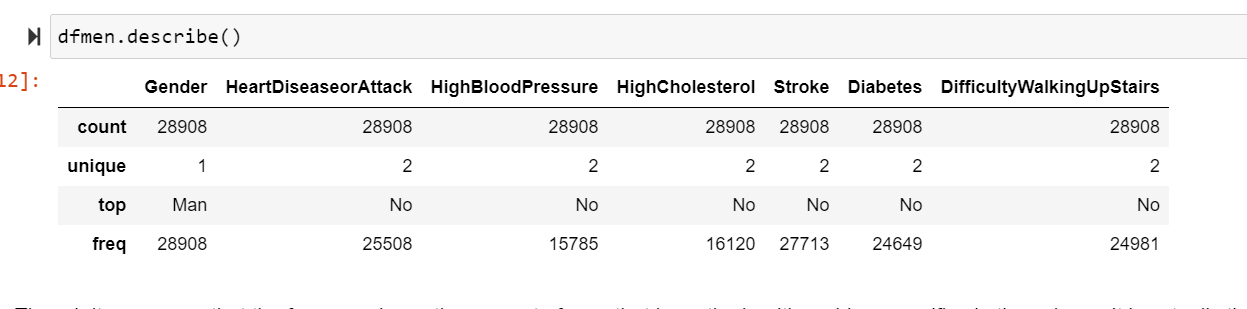 dfmen.describe()
12]:
Gender HeartDiseaseorAttack HighBloodPressure HighCholesterol Stroke Diabetes DifficultyWalkingUpStairs
count 28908 28908 28908 28908 28908 28908 28908
unique 1 2 2 2 2 2 2
top Man No No No No No No
freq 28908 25508 15785 16120 27713 24649 24981